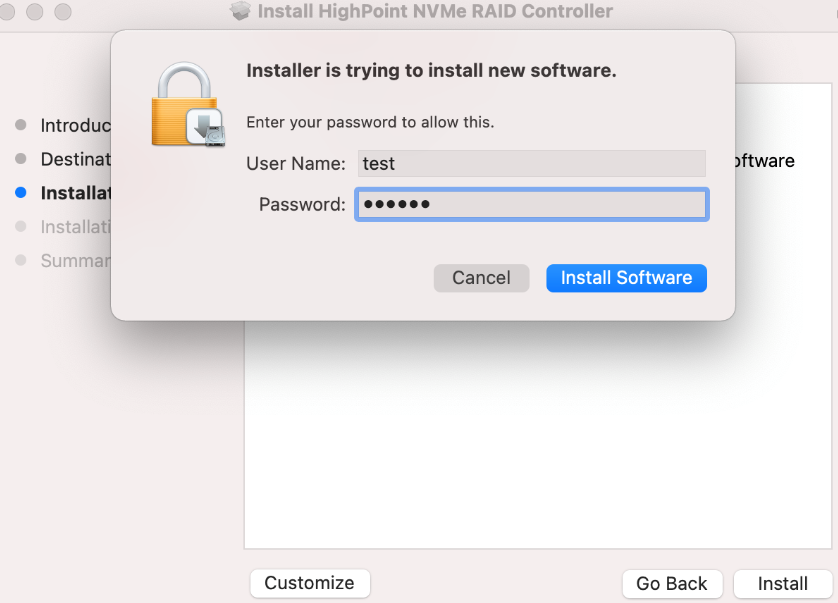 Install HighPoint NVMe RAID Controller
Installer is trying to install new software.
Enter your password to allow this.
User Name: test
Password: ••••••
Cancel
Install Software
Introduc
Destinat
Installat
Installati
Summar
oftware
Customize
Go Back
Install